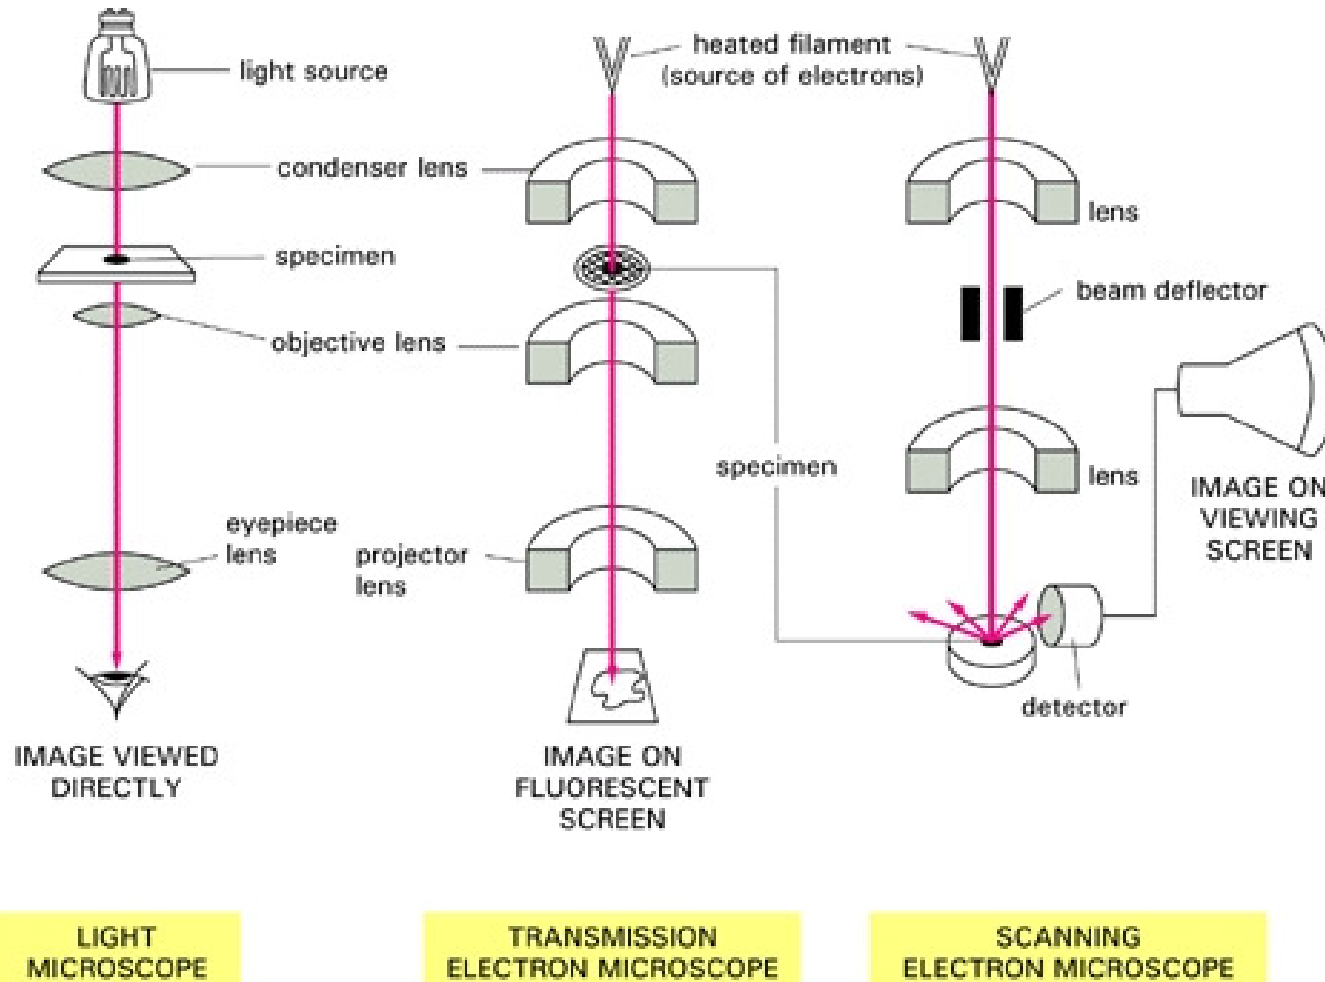 light source
heated filament
(source of electrons)
condenser lens
lens
specimen
beam deflector
objective lens
specimen
lens
IMAGE ON
VIEWING
SCREEN
eyepiece
lens
projector
lens
detector
IMAGE VIEWED
DIRECTLY
IMAGE ON
FLUORESCENT
SCREEN
LIGHT
MICROSCOPE
TRANSMISSION
ELECTRON MICROSCOPE
SCANNING
ELECTRON MICROSCOPE